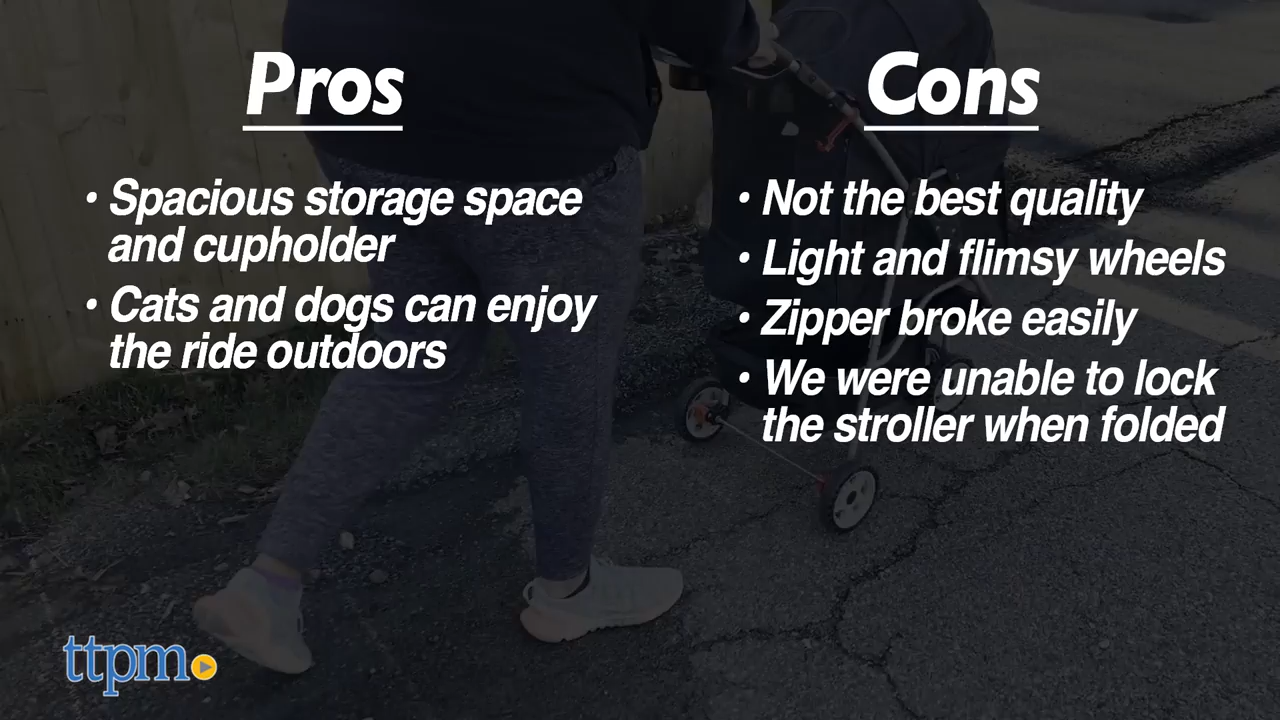 Pros
• Spacious storage space
and cupholder
• Cats and dogs can enjoy
the ride outdoors
Cons
• Not the best quality
• Light and flimsy wheels
• Zipper broke easily
• We were unable to lock
the stroller when folded
ttpm